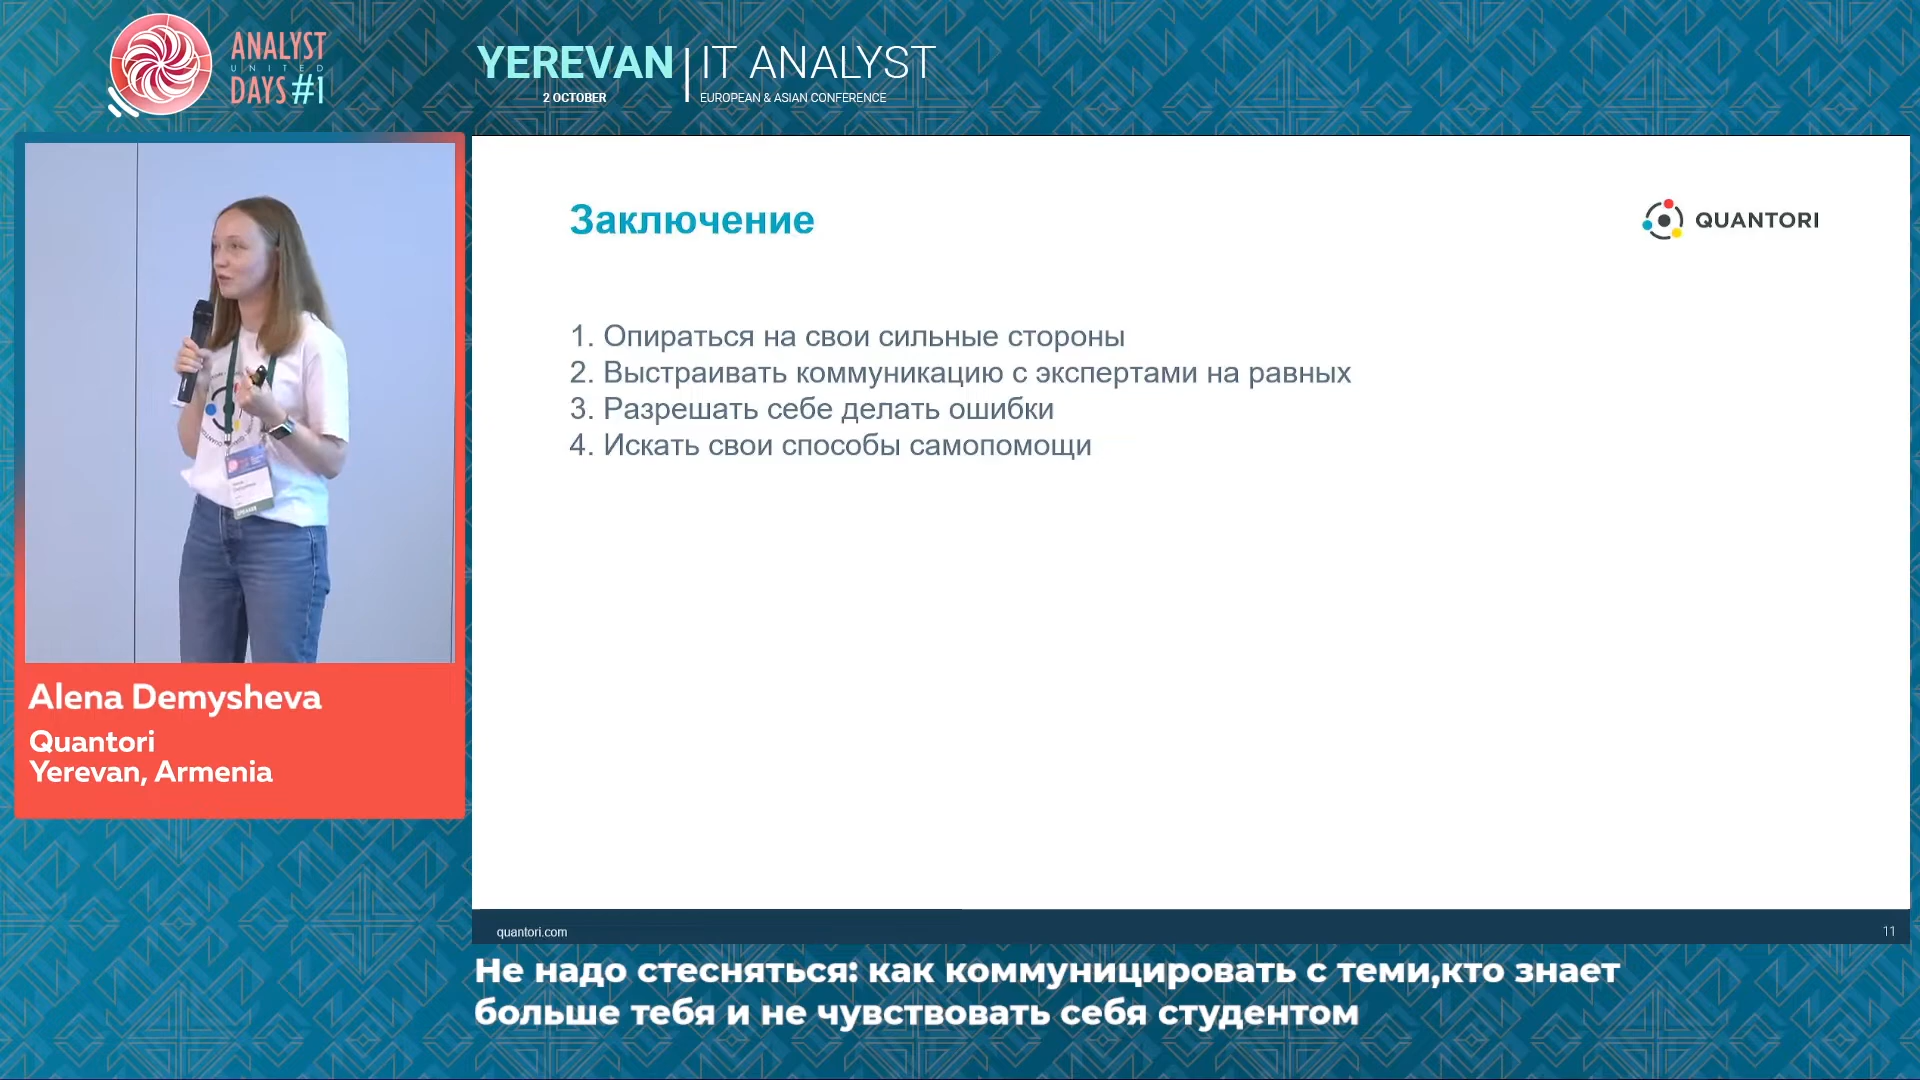 ANALYST
UNITED
DAYS #1
YEREVAN
2 OCTOBER
IT ANALYST
EUROPEAN & ASIAN CONFERENCE
Alena Demysheva
Quantori
Yerevan, Armenia
Заключение
QUANTORI
1. Опираться на свои сильные стороны
2. Выстраивать коммуникацию с экспертами на равных
3. Разрешать себе делать ошибки
4. Искать свои способы самопомощи
quantori.com
11
Не надо стесняться: как коммуницировать с теми,кто знает
больше тебя и не чувствовать себя студентом